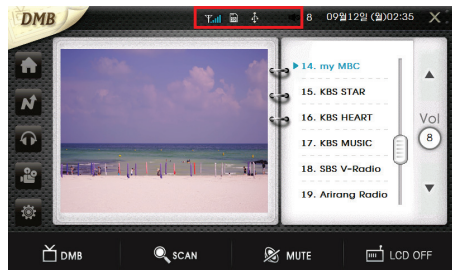 DMB
8 09월12일 (월)02:35 X
14. my MBC
15. KBS STAR
16. KBS HEART
17. KBS MUSIC
18. SBS V-Radio
19. Arirang Radio
Vol
8
DMB
SCAN
MUTE
LCD OFF